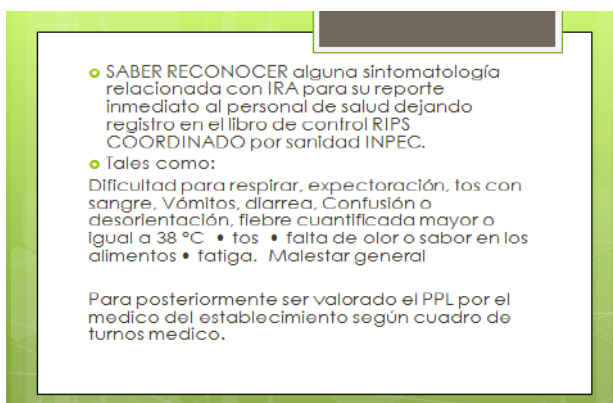 SABER RECONOCER alguna sintomatología
relacionada con IRA para su reporte
inmediato al personal de salud dejando
registro en el libro de control RIPS
COORDINADO por sanidad INPEC.
Tales como:
Dificultad para respirar, expectoración, tos con
sangre, Vómitos, diarrea, Confusión o
desorientación, fiebre cuantificada mayor o
igual a 38 °C • tos • falta de olor o sabor en los
alimentos • fatiga. Malestar general
Para posteriormente ser valorado el PPL por el
medico del establecimiento según cuadro de
turnos medico.